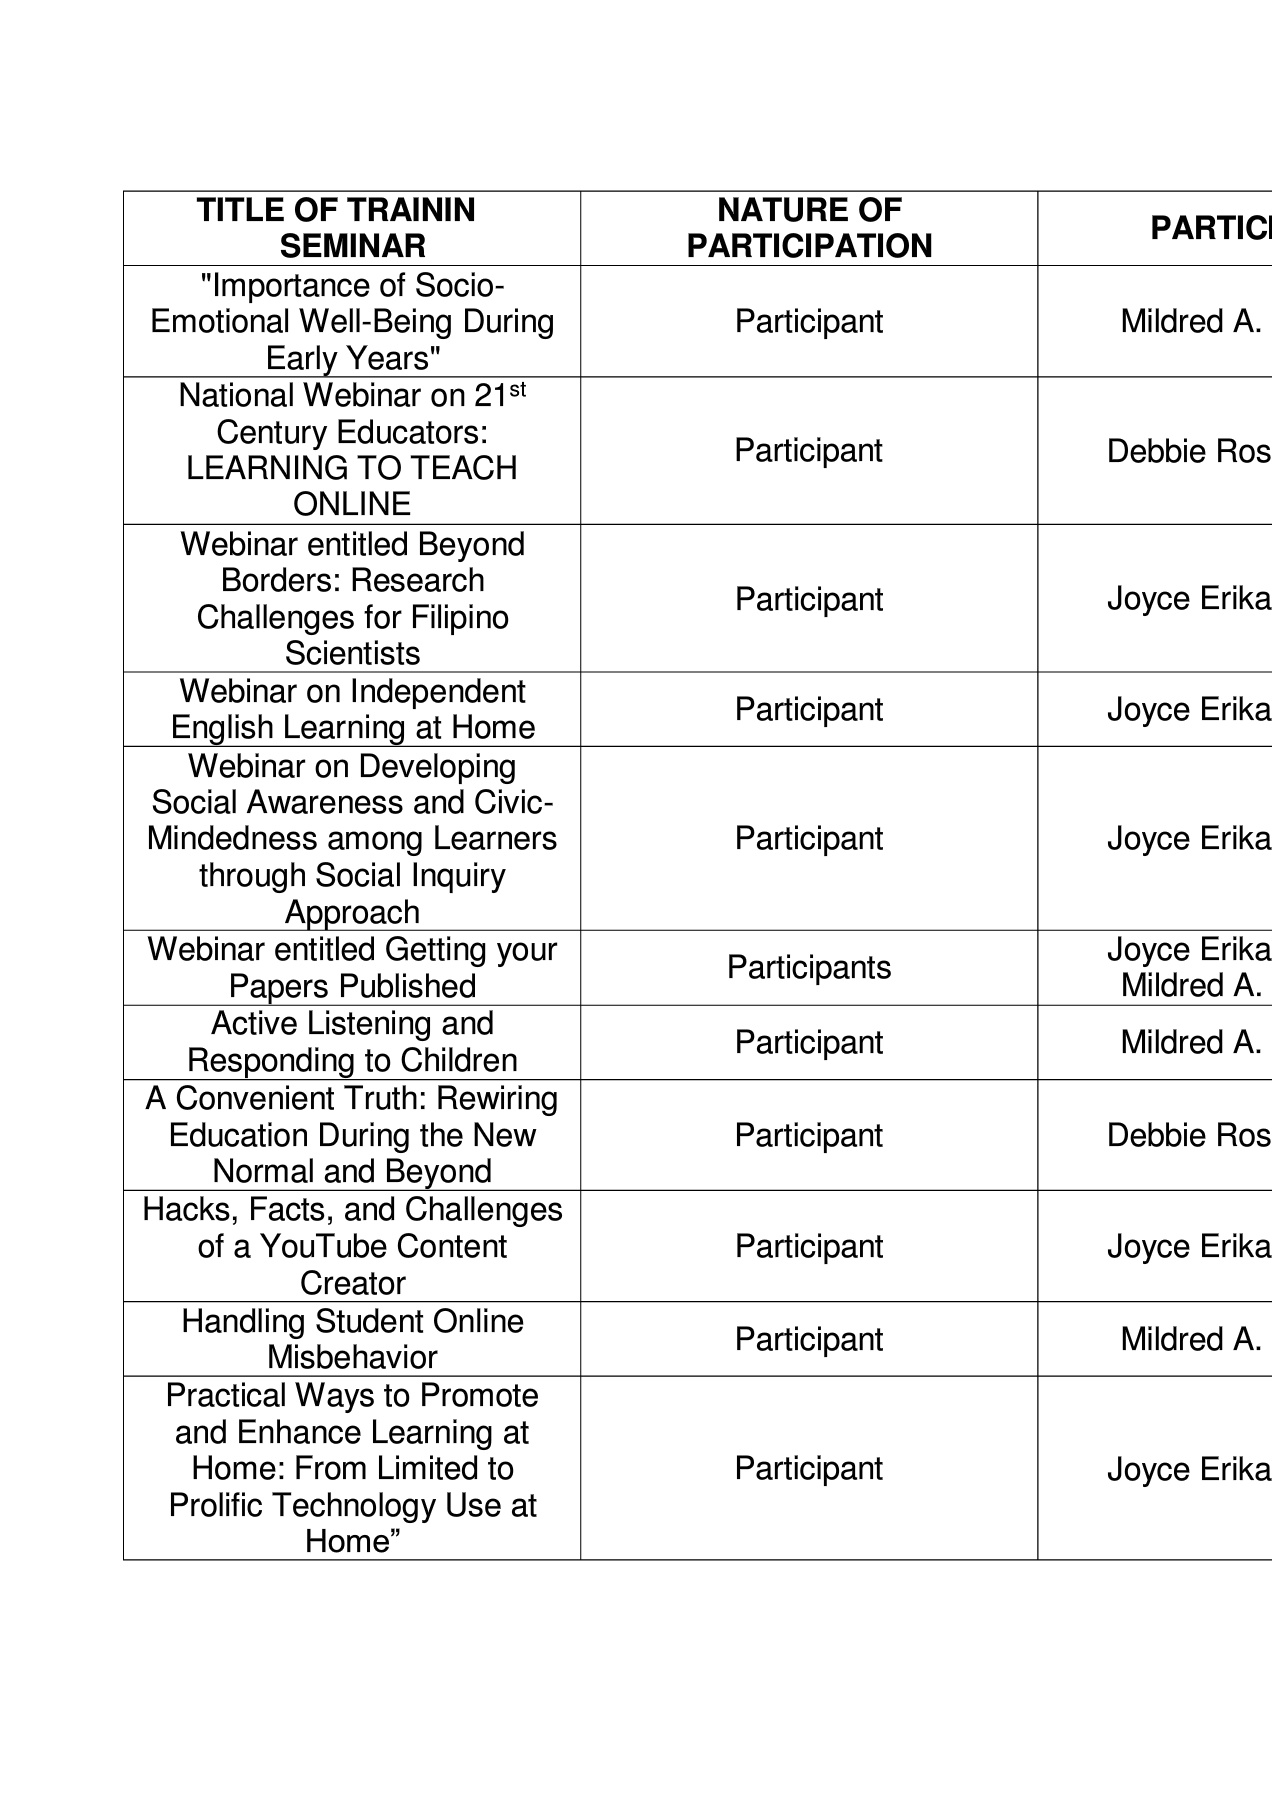 TITLE OF TRAININ
SEMINAR
NATURE OF
PARTICIPATION
"Importance of Socio-
Emotional Well-Being During
Early Years"
Participant
Mildred A.
National Webinar on 21st
Century Educators:
LEARNING TO TEACH
ONLINE
Participant
Debbie Ros
Webinar entitled Beyond
Borders: Research
Challenges for Filipino
Scientists
Participant
Joyce Erika
Webinar on Independent
English Learning at Home
Participant
Joyce Erika
Webinar on Developing
Social Awareness and Civic-
Mindedness among Learners
through Social Inquiry
Approach
Participant
Joyce Erika
Webinar entitled Getting your
Papers Published
Participants
Joyce Erika
Mildred A.
Active Listening and
Responding to Children
Participant
Mildred A.
A Convenient Truth: Rewiring
Education During the New
Normal and Beyond
Participant
Debbie Ros
Hacks, Facts, and Challenges
of a YouTube Content
Creator
Participant
Joyce Erika
Handling Student Online
Misbehavior
Participant
Mildred A.
Practical Ways to Promote
and Enhance Learning at
Home: From Limited to
Prolific Technology Use at
Home”
Participant
Joyce Erika